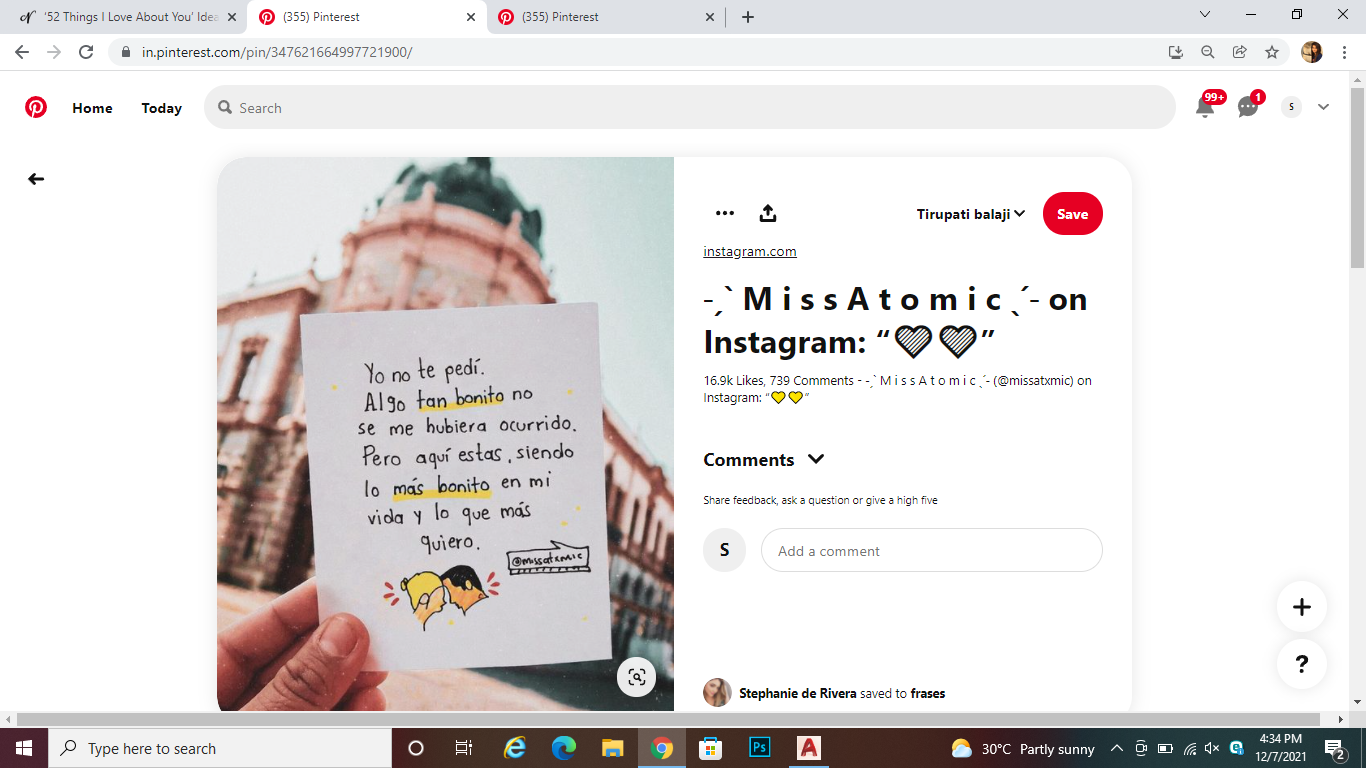 '52 Things I Love About You' Idea
(355) Pinterest
(355) Pinterest
in.pinterest.com/pin/347621664997721900/
Home
Today
Search
99+
1
S
Tirupati balaji
Save
instagram.com
-ˏˋ M i s s A t o m i c ˎˊ- on
Instagram: “🖤🖤”
16.9k Likes, 739 Comments - -ˏˋ M i s s A t o m i c ˎˊ- (@missatxmic) on
Instagram: “💛💛”
Comments
Share feedback, ask a question or give a high five
S
Add a comment
Stephanie de Rivera saved to frases
Yo no te pedí.
Algo tan bonito no
se me hubiera ocurrido.
Pero aquí estas, siendo
lo más bonito en mi
vida y lo que más
quiero.
@missatxmic
+
?
Type here to search
Ps
A
30°C Partly sunny
4:34 PM
12/7/2021
2